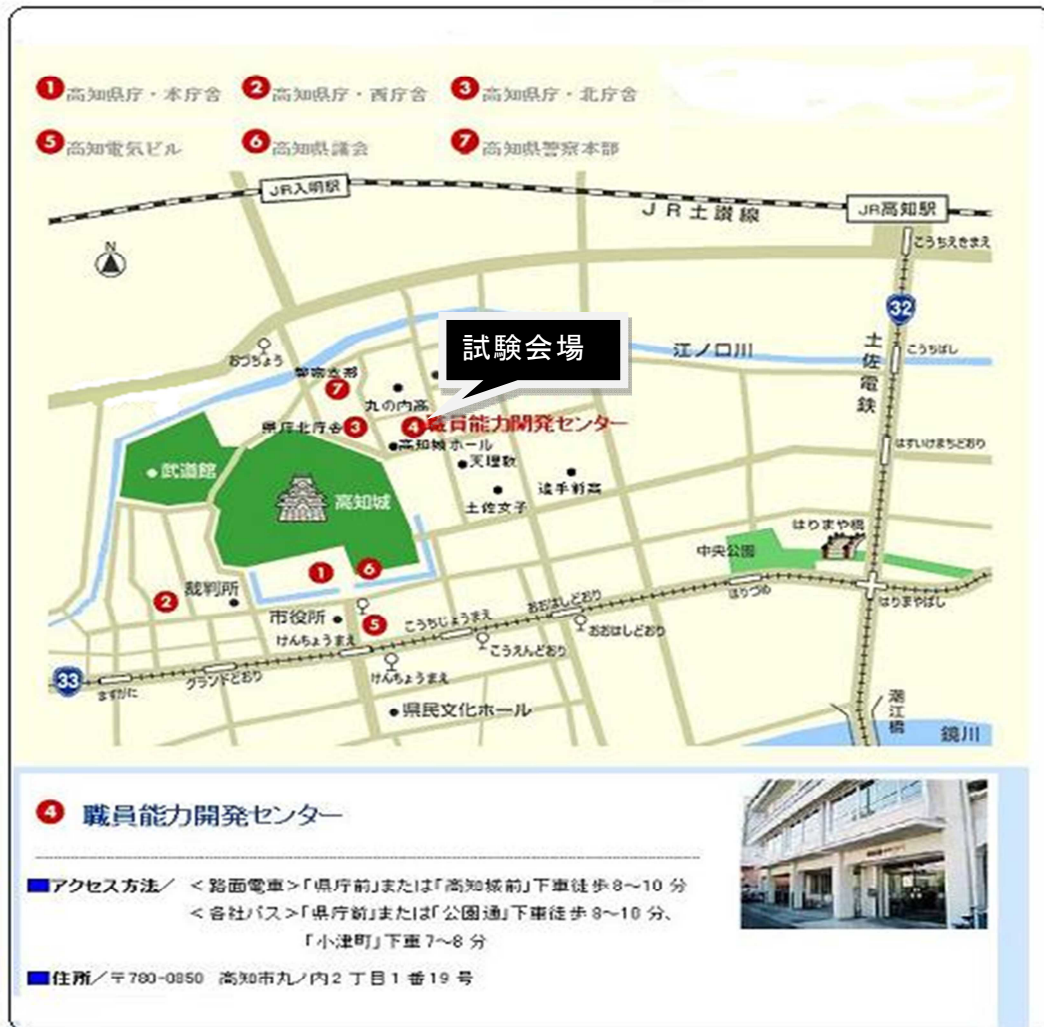 1 高知県庁・本庁舎 2 高知県庁・西庁舎 3 高知県庁・北庁舎
5 高知電気ビル 6 高知県議会 7 高知県警察本部
JR入明駅
JR土讃線
JR高知駅
こうちえきまえ
N
32
試験会場
江ノ口川
土佐電鉄
こうちばし
おづちょう
警察本部
7
丸の内高
県庁北庁舎 3
4 職員能力開発センター
高知城ホール
天理教
追手前高
土佐女子
はすいけまちどおり
武道館
高知城
はりまや橋
中央公園
1
6
2
裁判所
市役所
5
けんちょうまえ
こうちじょうまえ
おおはしどおり
はりづめ
はりまやばし
おおはしどおり
こうえんどおり
けんちょうまえ
グランドどおり
33
ますがた
県民文化ホール
潮江橋
鏡川
4 職員能力開発センター
アクセス方法/ <路面電車>「県庁前」または「高知城前」下車徒歩8~10 分
<各社バス>「県庁前」または「公園通」下車徒歩8~10 分、
「小津町」下車 7~8 分
住所/〒780-0850 高知市丸ノ内2 丁目1 番19 号